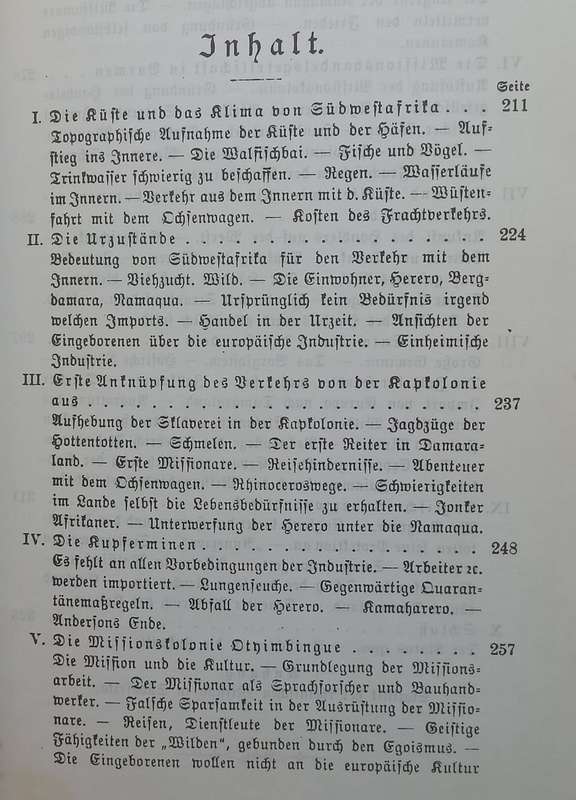 Inhalt.
Seite
I. Die Küste und das Klima von Südwestafrika . . . 211
Topographische Aufnahme der Küste und der Häfen. — Auf-
stieg ins Innere. — Die Walfischbai. — Fische und Vögel. —
Trinkwasser schwierig zu beschaffen. — Regen. — Wasserläufe
im Innern. — Verkehr aus dem Innern mit d. Küste. — Wüsten-
fahrt mit dem Ochsenwagen. — Kosten des Frachtverkehrs.
II. Die Urzustände . . . . . . . . . . . . . . . . . 224
Bedeutung von Südwestafrika für den Verkehr mit dem
Innern. — Viehzucht. Wild. — Die Einwohner, Herero, Berg-
damara, Namaqua. — Ursprünglich kein Bedürfnis irgend
welchen Imports. — Handel in der Urzeit. — Ansichten der
Eingeborenen über die europäische Industrie. — Einheimische
Industrie.
III. Erste Anknüpfung des Verkehrs von der Kapkolonie
aus . . . . . . . . . . . . . . . . . . . . . . . 237
Aufhebung der Sklaverei in der Kapkolonie. — Jagdzüge der
Hottentotten. — Schmelen. — Der erste Reiter in Damara-
land. — Erste Missionare. — Reisehindernisse. — Abenteuer
mit dem Ochsenwagen. — Rhinoceroswege. — Schwierigkeiten
im Lande selbst die Lebensbedürfnisse zu erhalten. — Jonker
Afrikaner. — Unterwerfung der Herero unter die Namaqua.
IV. Die Kupferminen . . . . . . . . . . . . . . . . 248
Es fehlt an allen Vorbedingungen der Industrie. — Arbeiter ꝛc.
werden importiert. — Lungenseuche. — Gegenwärtige Quaran-
tänemaßregeln. — Abfall der Herero. — Kamaharero. —
Andersons Ende.
V. Die Missionskolonie Otyimbingue . . . . . . . . 257
Die Mission und die Kultur. — Grundlegung der Missions-
arbeit. — Der Missionar als Sprachforscher und Bauhand-
werker. — Falsche Sparsamkeit in der Ausrüstung der Missio-
nare. — Reisen, Dienstleute der Missionare. — Geistige
Fähigkeiten der „Wilden“, gebunden durch den Egoismus. —
Die Eingeborenen wollen nicht an die europäische Kultur